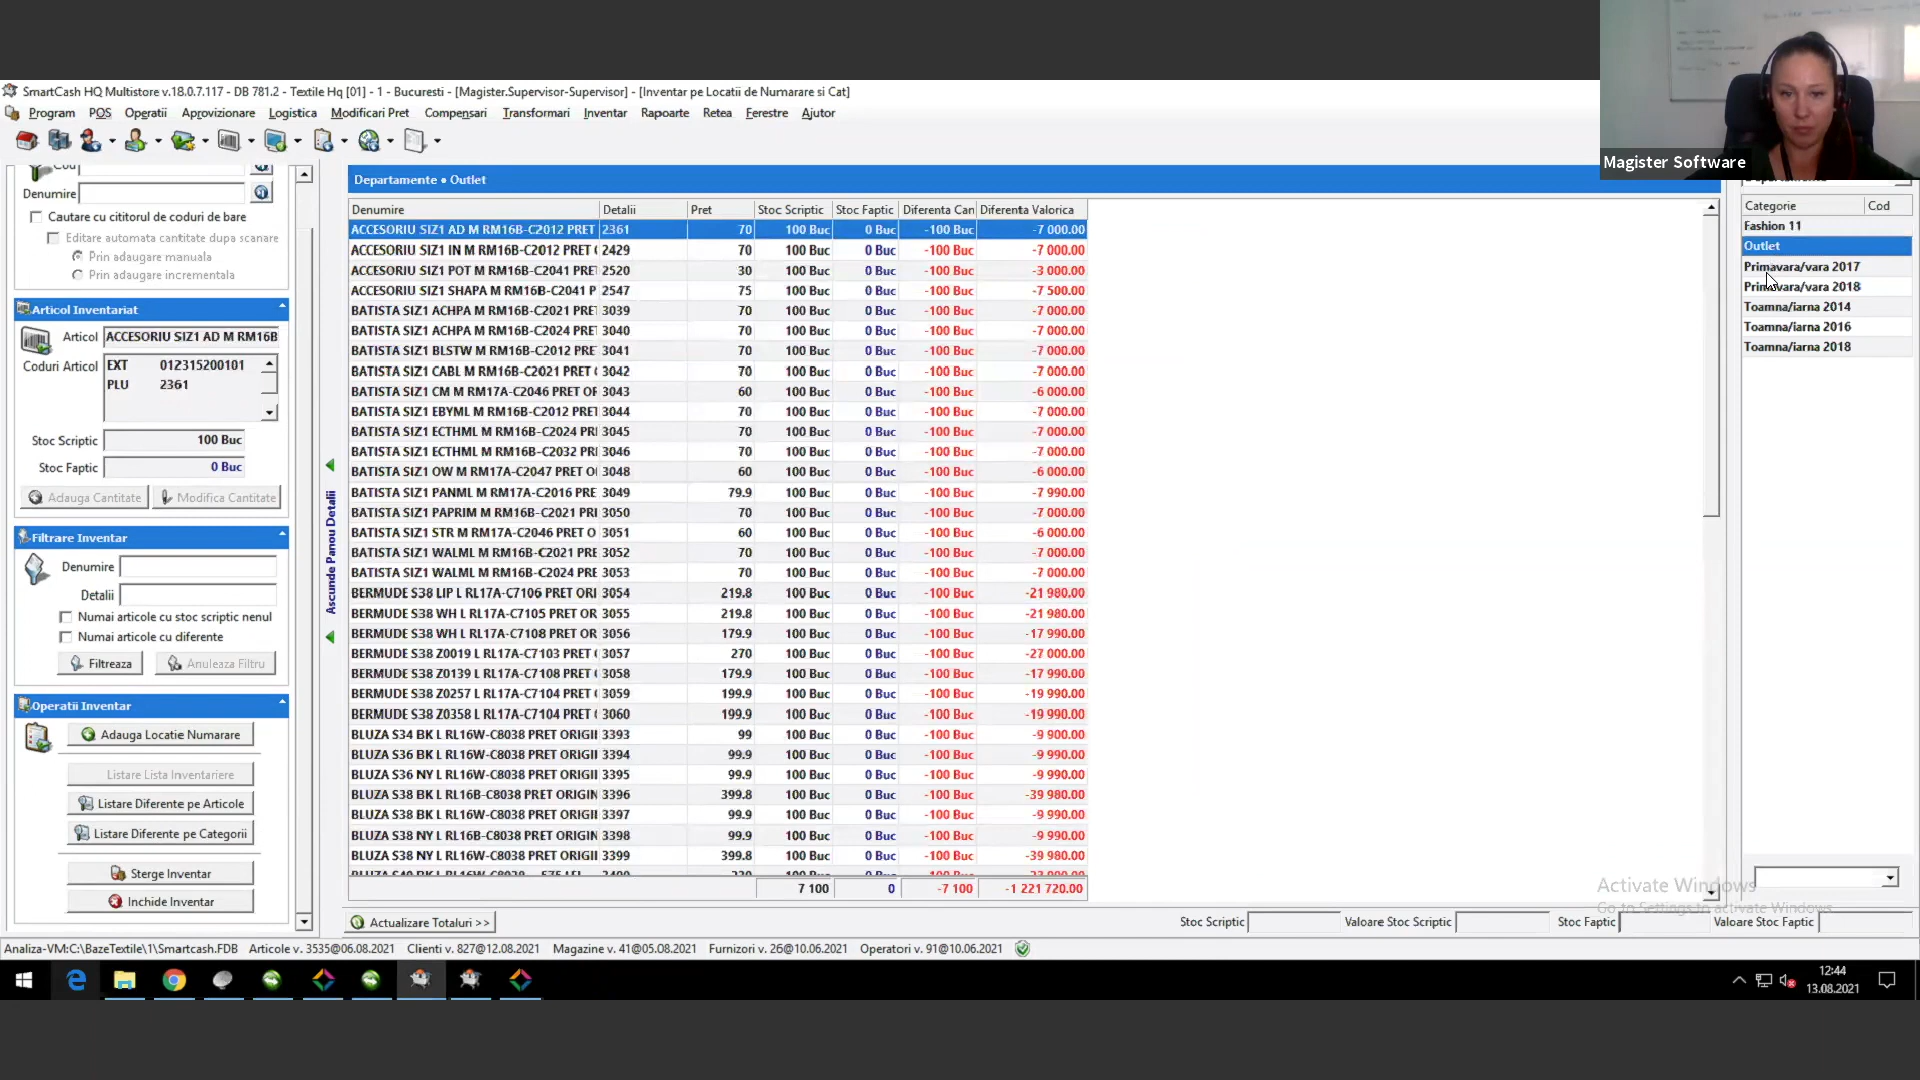 SmartCash HQ Multistore v.18.0.7.117 - DB 781.2 - Textile Hq [01] - 1 - Bucuresti - [Magister.Supervisor-Supervisor] - [Inventar pe Locatii de Numarare si Cat]
Program POS Operatii Aprovizionare Logistica Modificari Pret Compensari Transformari Inventar Rapoarte Retea Ferestre Ajutor
Magister Software
Denumire
Cautare cu cititorul de coduri de bare
Editare automata cantitate dupa scanare
Prin adaugare manuala
Prin adaugare incrementala
Articol Inventariat
Articol ACCESORIU SIZ1 AD M RM16B
Coduri Articol EXT 012315200101
PLU 2361
Stoc Scriptic 100 Buc
Stoc Faptic 0 Buc
Adauga Cantitate Modifica Cantitate
Filtrare Inventar
Denumire
Detalii
Numai articole cu stoc scriptic nenul
Numai articole cu diferente
Filtreaza Anuleaza Filtru
Operatii Inventar
Adauga Locatie Numarare
Listare Lista Inventariere
Listare Diferente pe Articole
Listare Diferente pe Categorii
Sterge Inventar
Inchide Inventar
Ascunde Panou Detalii
Departamente • Outlet
Denumire Detalii Pret Stoc Scriptic Stoc Faptic Diferenta Can Diferenta Valorica
ACCESORIU SIZ1 AD M RM16B-C2012 PRET 2361 70 100 Buc 0 Buc -100 Buc -7 000.00
ACCESORIU SIZ1 IN M RM16B-C2012 PRET 2429 70 100 Buc 0 Buc -100 Buc -7 000.00
ACCESORIU SIZ1 POT M RM16B-C2041 PRE 2520 30 100 Buc 0 Buc -100 Buc -3 000.00
ACCESORIU SIZ1 SHAPA M RM16B-C2041 P 2547 75 100 Buc 0 Buc -100 Buc -7 500.00
BATISTA SIZ1 ACHPA M RM16B-C2021 PRE 3039 70 100 Buc 0 Buc -100 Buc -7 000.00
BATISTA SIZ1 ACHPA M RM16B-C2024 PRE 3040 70 100 Buc 0 Buc -100 Buc -7 000.00
BATISTA SIZ1 BLSTW M RM16B-C2012 PRE 3041 70 100 Buc 0 Buc -100 Buc -7 000.00
BATISTA SIZ1 CABL M RM16B-C2021 PRET 3042 70 100 Buc 0 Buc -100 Buc -7 000.00
BATISTA SIZ1 CM M RM17A-C2046 PRET OF 3043 60 100 Buc 0 Buc -100 Buc -6 000.00
BATISTA SIZ1 EBYML M RM16B-C2012 PRE 3044 70 100 Buc 0 Buc -100 Buc -7 000.00
BATISTA SIZ1 ECTHML M RM16B-C2024 PRI 3045 70 100 Buc 0 Buc -100 Buc -7 000.00
BATISTA SIZ1 ECTHML M RM16B-C2032 PRI 3046 70 100 Buc 0 Buc -100 Buc -7 000.00
BATISTA SIZ1 OW M RM17A-C2047 PRET O 3048 60 100 Buc 0 Buc -100 Buc -6 000.00
BATISTA SIZ1 PANML M RM17A-C2016 PRE 3049 79.9 100 Buc 0 Buc -100 Buc -7 990.00
BATISTA SIZ1 PAPRIM M RM16B-C2021 PRI 3050 70 100 Buc 0 Buc -100 Buc -7 000.00
BATISTA SIZ1 STR M RM17A-C2046 PRET O 3051 60 100 Buc 0 Buc -100 Buc -6 000.00
BATISTA SIZ1 WALML M RM16B-C2021 PRE 3052 70 100 Buc 0 Buc -100 Buc -7 000.00
BATISTA SIZ1 WALML M RM16B-C2024 PRE 3053 70 100 Buc 0 Buc -100 Buc -7 000.00
BERMUDE S38 LIP L RL17A-C7106 PRET ORI 3054 219.8 100 Buc 0 Buc -100 Buc -21 980.00
BERMUDE S38 WH L RL17A-C7105 PRET OR 3055 219.8 100 Buc 0 Buc -100 Buc -21 980.00
BERMUDE S38 WH L RL17A-C7108 PRET OR 3056 179.9 100 Buc 0 Buc -100 Buc -17 990.00
BERMUDE S38 Z0019 L RL17A-C7103 PRET 3057 270 100 Buc 0 Buc -100 Buc -27 000.00
BERMUDE S38 Z0139 L RL17A-C7108 PRET 3058 179.9 100 Buc 0 Buc -100 Buc -17 990.00
BERMUDE S38 Z0257 L RL17A-C7104 PRET 3059 199.9 100 Buc 0 Buc -100 Buc -19 990.00
BERMUDE S38 Z0358 L RL17A-C7104 PRET 3060 199.9 100 Buc 0 Buc -100 Buc -19 990.00
BLUZA S34 BK L RL16W-C8038 PRET ORIGII 3393 99 100 Buc 0 Buc -100 Buc -9 900.00
BLUZA S36 BK L RL16W-C8038 PRET ORIGII 3394 99.9 100 Buc 0 Buc -100 Buc -9 990.00
BLUZA S36 NY L RL16W-C8038 PRET ORIGII 3395 99.9 100 Buc 0 Buc -100 Buc -9 990.00
BLUZA S38 BK L RL16B-C8038 PRET ORIGIN 3396 399.8 100 Buc 0 Buc -100 Buc -39 980.00
BLUZA S38 BK L RL16W-C8038 PRET ORIGII 3397 99.9 100 Buc 0 Buc -100 Buc -9 990.00
BLUZA S38 NY L RL16B-C8038 PRET ORIGIN 3398 99.9 100 Buc 0 Buc -100 Buc -9 990.00
BLUZA S38 NY L RL16W-C8038 PRET ORIGII 3399 399.8 100 Buc 0 Buc -100 Buc -39 980.00
7 100 0 -7 100 -1 221 720.00
Categorie Cod
Fashion 11
Outlet
Primavara/vara 2017
Primavara/vara 2018
Toamna/iarna 2014
Toamna/iarna 2016
Toamna/iarna 2018
Activate Windows
Go to Settings to activate Windows.
Actualizare Totaluri >> Stoc Scriptic Valoare Stoc Scriptic Stoc Faptic Valoare Stoc Faptic
Analiza-VM:C:\BazeTextile\1\Smartcash.FDB Articole v. 3535@06.08.2021 Clienti v. 827@12.08.2021 Magazine v. 41@05.08.2021 Furnizori v. 26@10.06.2021 Operatori v. 91@10.06.2021
12:44
13.08.2021